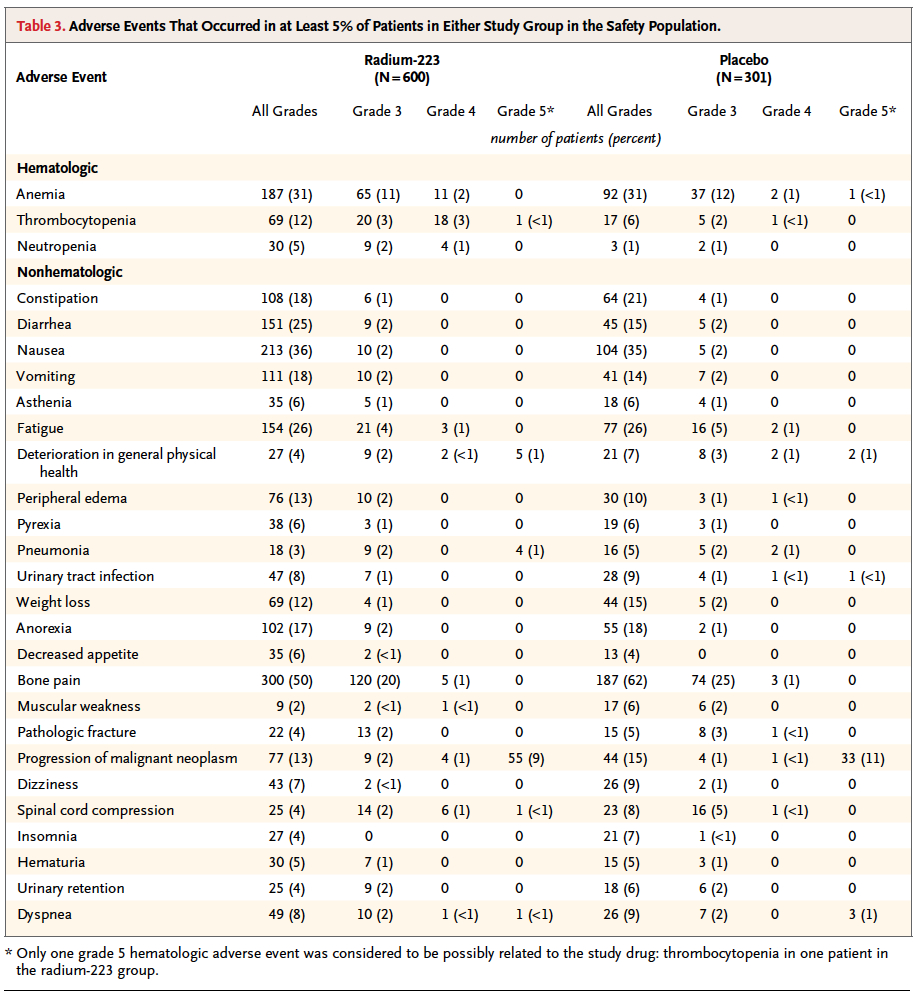 Table 3. Adverse Events That Occurred in at Least 5% of Patients in Either Study Group in the Safety Population.
Adverse Event Radium-223 (N=600) Placebo (N=301)
All Grades Grade 3 Grade 4 Grade 5* All Grades Grade 3 Grade 4 Grade 5*
number of patients (percent)
Hematologic
Anemia 187 (31) 65 (11) 11 (2) 0 92 (31) 37 (12) 2 (1) 1 (<1)
Thrombocytopenia 69 (12) 20 (3) 18 (3) 1 (<1) 17 (6) 5 (2) 1 (<1) 0
Neutropenia 30 (5) 9 (2) 4 (1) 0 3 (1) 2 (1) 0 0
Nonhematologic
Constipation 108 (18) 6 (1) 0 0 64 (21) 4 (1) 0 0
Diarrhea 151 (25) 9 (2) 0 0 45 (15) 5 (2) 0 0
Nausea 213 (36) 10 (2) 0 0 104 (35) 5 (2) 0 0
Vomiting 111 (18) 10 (2) 0 0 41 (14) 7 (2) 0 0
Asthenia 35 (6) 5 (1) 0 0 18 (6) 4 (1) 0 0
Fatigue 154 (26) 21 (4) 3 (1) 0 77 (26) 16 (5) 2 (1) 0
Deterioration in general physical 27 (4) 9 (2) 2 (<1) 5 (1) 21 (7) 8 (3) 2 (1) 2 (1)
health
Peripheral edema 76 (13) 10 (2) 0 0 30 (10) 3 (1) 1 (<1) 0
Pyrexia 38 (6) 3 (1) 0 0 19 (6) 3 (1) 0 0
Pneumonia 18 (3) 9 (2) 0 4 (1) 16 (5) 5 (2) 2 (1) 0
Urinary tract infection 47 (8) 7 (1) 0 0 28 (9) 4 (1) 1 (<1) 1 (<1)
Weight loss 69 (12) 4 (1) 0 0 44 (15) 5 (2) 0 0
Anorexia 102 (17) 9 (2) 0 0 55 (18) 2 (1) 0 0
Decreased appetite 35 (6) 2 (<1) 0 0 13 (4) 0 0 0
Bone pain 300 (50) 120 (20) 5 (1) 0 187 (62) 74 (25) 3 (1) 0
Muscular weakness 9 (2) 2 (<1) 1 (<1) 0 17 (6) 6 (2) 0 0
Pathologic fracture 22 (4) 13 (2) 0 0 15 (5) 8 (3) 1 (<1) 0
Progression of malignant neoplasm 77 (13) 9 (2) 4 (1) 55 (9) 44 (15) 4 (1) 1 (<1) 33 (11)
Dizziness 43 (7) 2 (<1) 0 0 26 (9) 2 (1) 0 0
Spinal cord compression 25 (4) 14 (2) 6 (1) 1 (<1) 23 (8) 16 (5) 1 (<1) 0
Insomnia 27 (4) 0 0 0 21 (7) 1 (<1) 0 0
Hematuria 30 (5) 7 (1) 0 0 15 (5) 3 (1) 0 0
Urinary retention 25 (4) 9 (2) 0 0 18 (6) 6 (2) 0 0
Dyspnea 49 (8) 10 (2) 1 (<1) 1 (<1) 26 (9) 7 (2) 0 3 (1)
* Only one grade 5 hematologic adverse event was considered to be possibly related to the study drug: thrombocytopenia in one patient in
the radium-223 group.